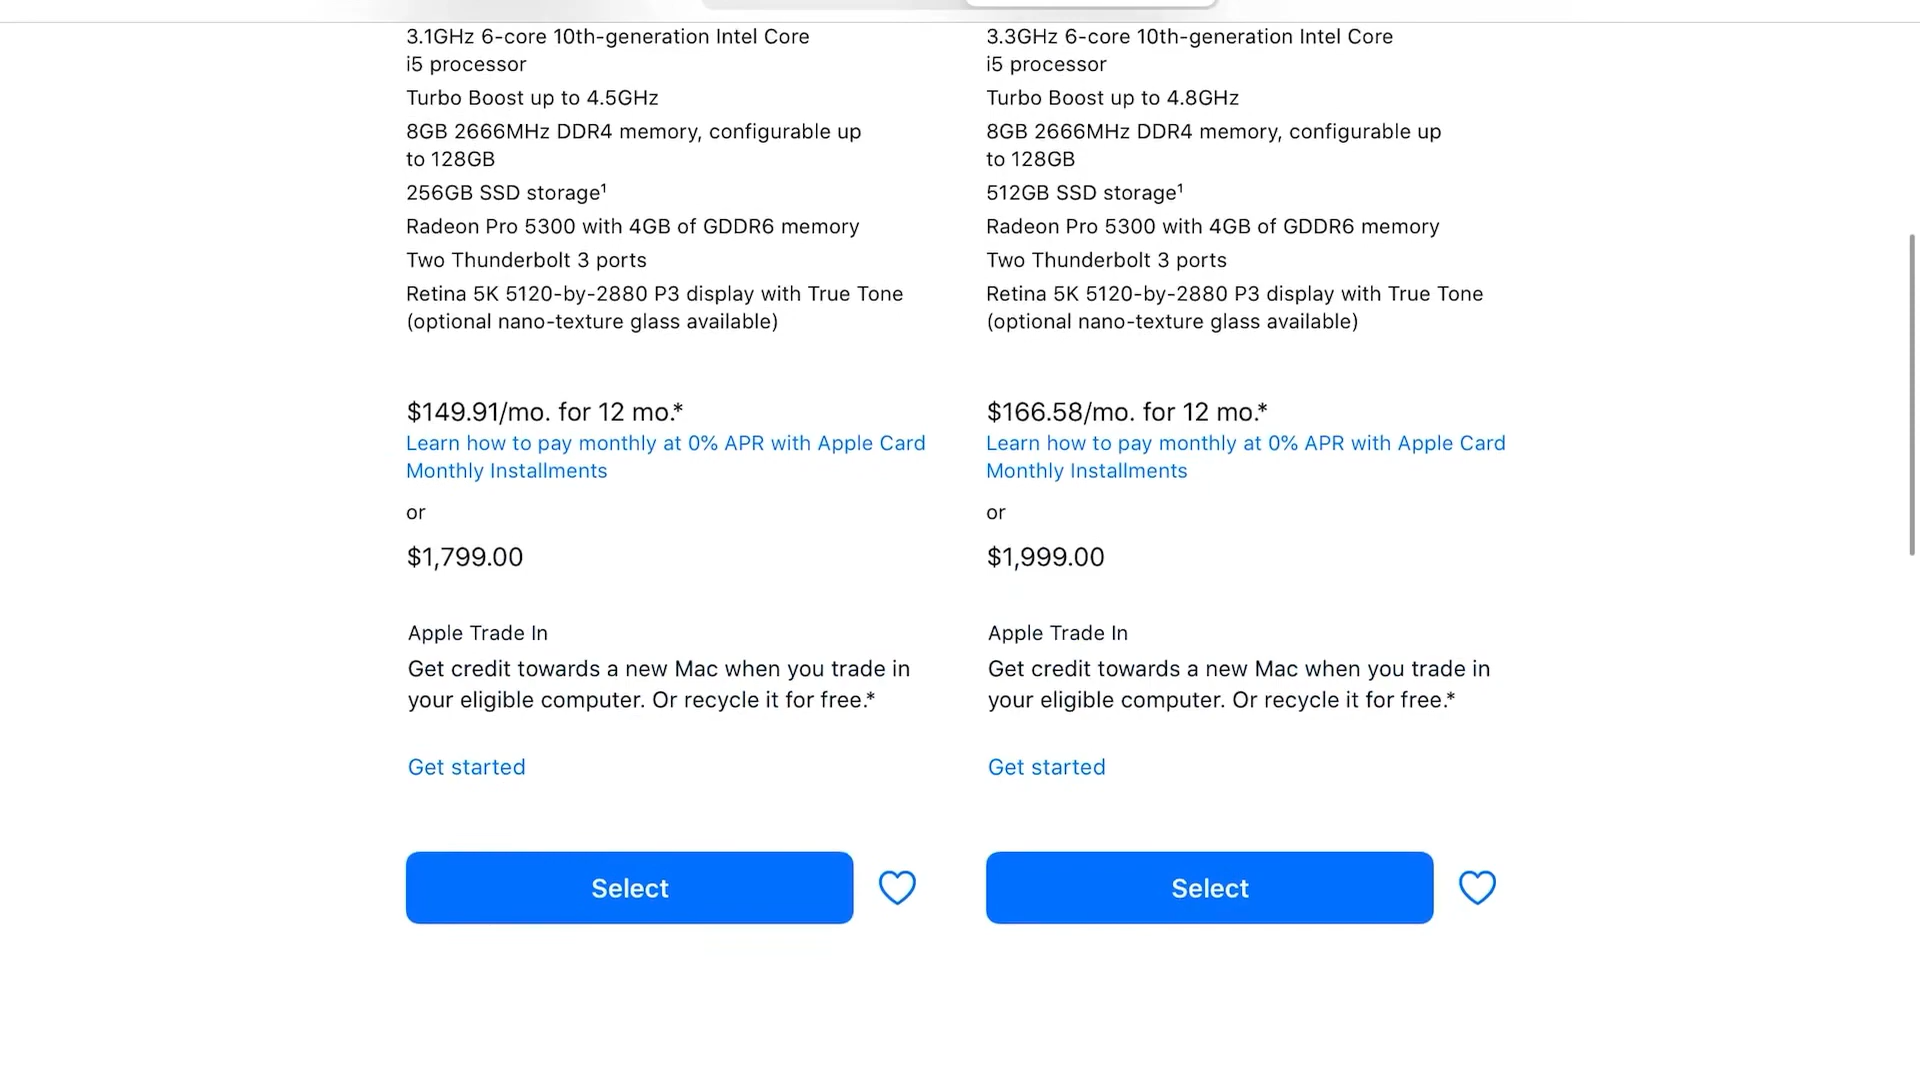 3.1GHz 6-core 10th-generation Intel Core
i5 processor
Turbo Boost up to 4.5GHz
8GB 2666MHz DDR4 memory, configurable up
to 128GB
256GB SSD storage¹
Radeon Pro 5300 with 4GB of GDDR6 memory
Two Thunderbolt 3 ports
Retina 5K 5120-by-2880 P3 display with True Tone
(optional nano-texture glass available)
$149.91/mo. for 12 mo.*
Learn how to pay monthly at 0% APR with Apple Card
Monthly Installments
or
$1,799.00
Apple Trade In
Get credit towards a new Mac when you trade in
your eligible computer. Or recycle it for free.*
Get started
Select
3.3GHz 6-core 10th-generation Intel Core
i5 processor
Turbo Boost up to 4.8GHz
8GB 2666MHz DDR4 memory, configurable up
to 128GB
512GB SSD storage¹
Radeon Pro 5300 with 4GB of GDDR6 memory
Two Thunderbolt 3 ports
Retina 5K 5120-by-2880 P3 display with True Tone
(optional nano-texture glass available)
$166.58/mo. for 12 mo.*
Learn how to pay monthly at 0% APR with Apple Card
Monthly Installments
or
$1,999.00
Apple Trade In
Get credit towards a new Mac when you trade in
your eligible computer. Or recycle it for free.*
Get started
Select